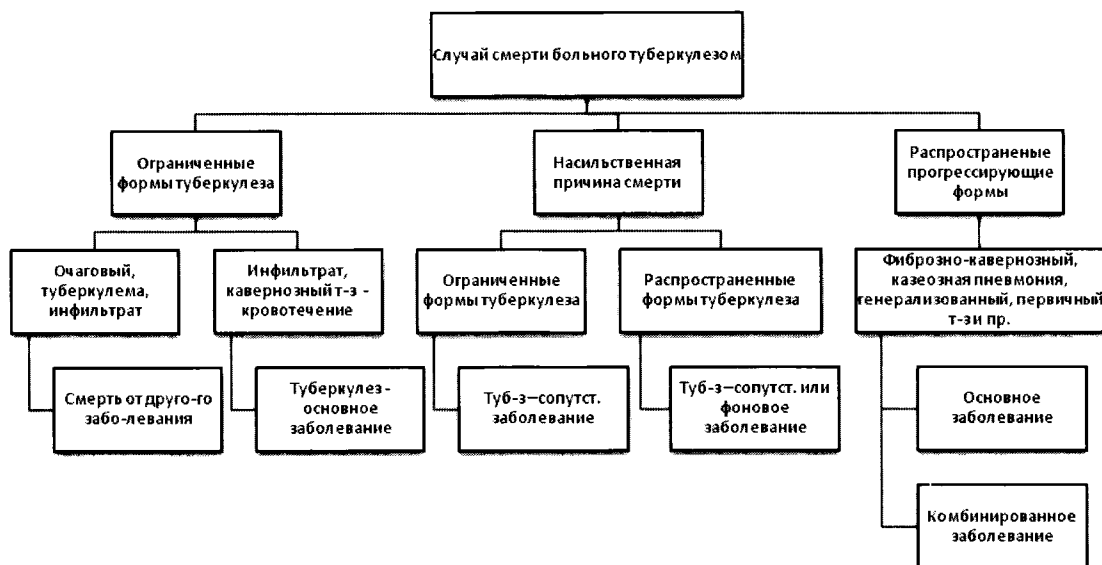 Случай смерти больного туберкулезом
Ограниченные
формы туберкулеза
Насильственная
причина смерти
Распространеные
прогрессирующие
формы
Очаговый,
туберкулема,
инфильтрат
Инфильтрат,
кавернозный т-з -
кровотечение
Ограниченные
формы туберкулеза
Распространенные
формы туберкулеза
Фиброзно-кавернозный,
казеозная пневмония,
генерализованный, первичный
т-з и пр.
Смерть от друго-го
забо-левания
Туберкулез -
основное
заболевание
Туб-з—сопутст.
заболевание
Туб-з—сопутст. или
фоновое
заболевание
Основное
заболевание
Комбинированное
заболевание